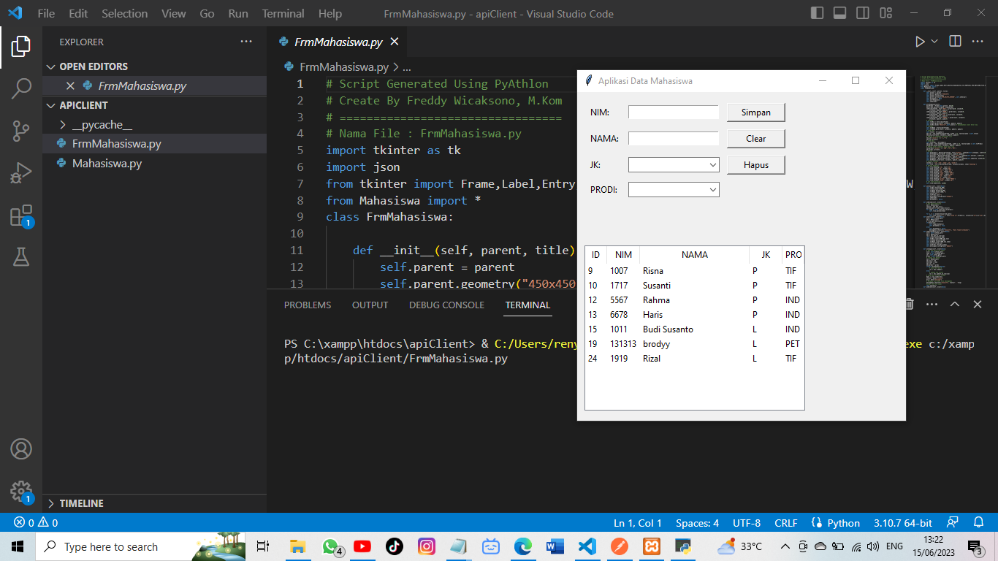 File Edit Selection View Go Run Terminal Help FrmMahasiswa.py - apiClient - Visual Studio Code
EXPLORER
OPEN EDITORS
FrmMahasiswa.py
APICLIENT
__pycache__
FrmMahasiswa.py
Mahasiswa.py
TIMELINE
1
1
FrmMahasiswa.py
FrmMahasiswa.py > ...
1 # Script Generated Using PyAthlon
2 # Create By Freddy Wicaksono, M.Kom
3 # ================================
4 # Nama File : FrmMahasiswa.py
5 import tkinter as tk
6 import json
7 from tkinter import Frame,Label,Entry W
8 from Mahasiswa import *
9 class FrmMahasiswa:
10
11 def __init__(self, parent, title)
12 self.parent = parent
13 self.parent.geometry("450x450
PROBLEMS OUTPUT DEBUG CONSOLE TERMINAL
PS C:\xampp\htdocs\apiClient> & C:/Users/reny exe c:/xamp
p/htdocs/apiClient/FrmMahasiswa.py
Aplikasi Data Mahasiswa
NIM: Simpan
NAMA: Clear
JK: Hapus
PRODI:
ID NIM NAMA JK PRO
9 1007 Risna P TIF
10 1717 Susanti P TIF
12 5567 Rahma P IND
13 6678 Haris P IND
15 1011 Budi Susanto L IND
19 131313 brodyy L PET
24 1919 Rizal L TIF
0 0 Ln 1, Col 1 Spaces: 4 UTF-8 CRLF Python 3.10.7 64-bit
Type here to search 4 33°C ENG 13:22 3
15/06/2023